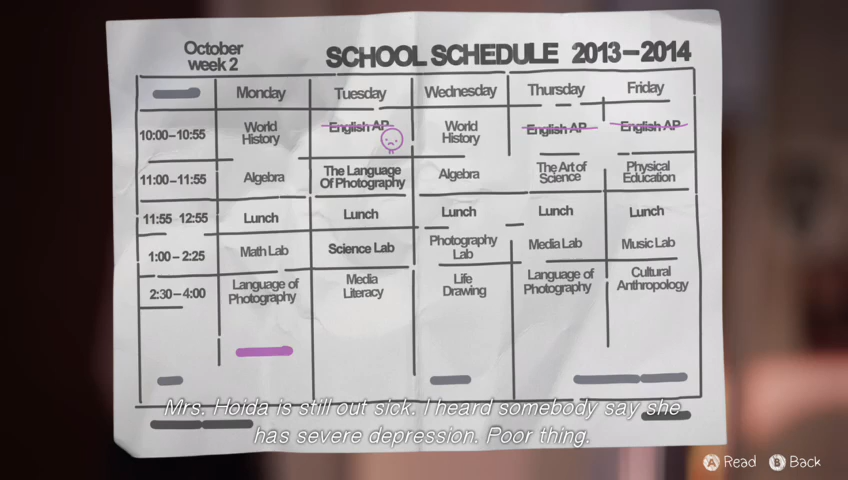 October
week 2
SCHOOL SCHEDULE 2013-2014
Monday
Tuesday
Wednesday
Thursday
Friday
10:00-10:55
World
History
English AP
World
History
English AP
English AP
11:00-11:55
Algebra
The Language
Of Photography
Algebra
The Art of
Science
Physical
Education
11:55 12:55
Lunch
Lunch
Lunch
Lunch
Lunch
1:00-2:25
Math Lab
Science Lab
Photography
Lab
Media Lab
Music Lab
2:30-4:00
Language of
Photography
Media
Literacy
Life
Drawing
Language of
Photography
Cultural
Anthropology
Mrs. Hoida is still out sick. I heard somebody say she
has severe depression. Poor thing.
A Read B Back